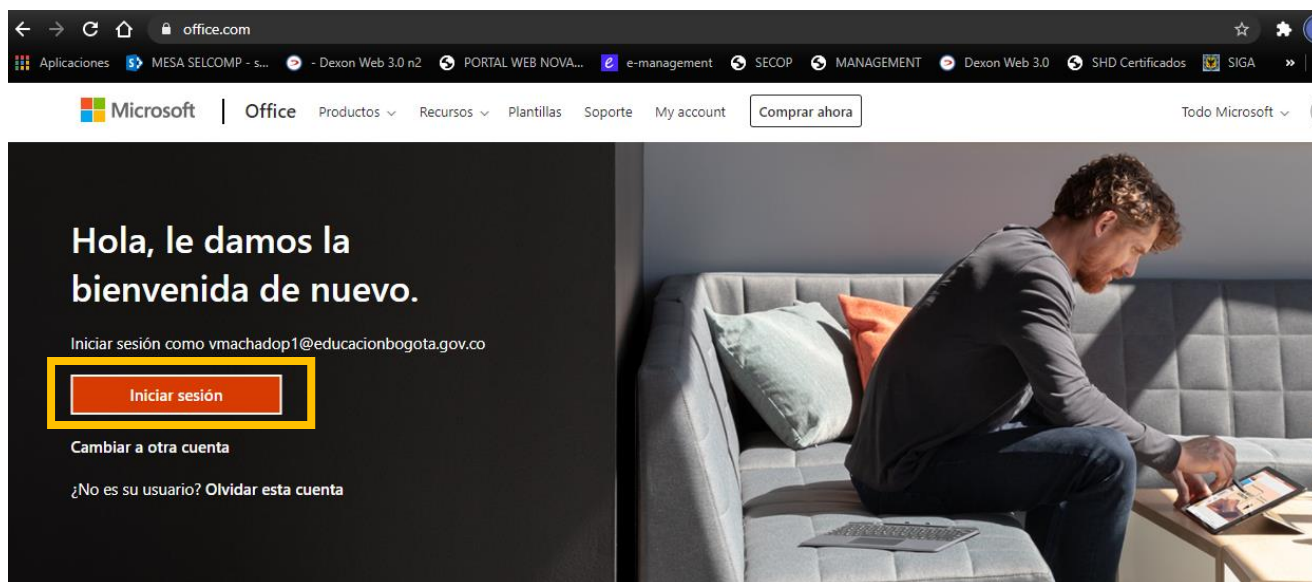 office.com
Aplicaciones MESA SELCOMP - s... - Dexon Web 3.0 n2 PORTAL WEB NOVA... e-management SECOP MANAGEMENT Dexon Web 3.0 SHD Certificados SIGA »
Microsoft | Office Productos Recursos Plantillas Soporte My account Comprar ahora Todo Microsoft
Hola, le damos la
bienvenida de nuevo.
Iniciar sesión como vmachadop1@educacionbogota.gov.co
Iniciar sesión
Cambiar a otra cuenta
¿No es su usuario? Olvidar esta cuenta